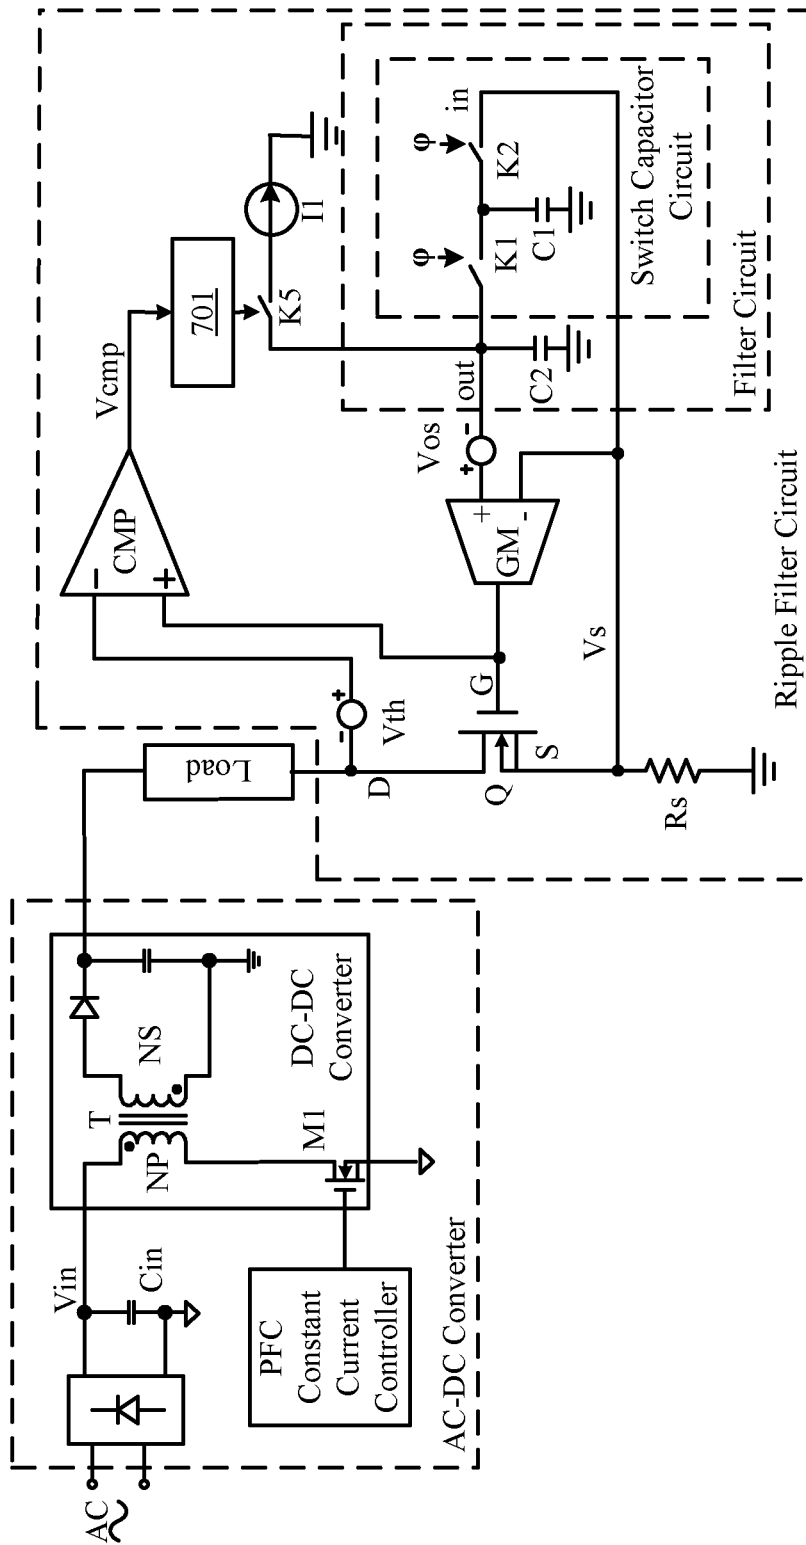 AC
Vin
Cin
PFC
Constant
Current
Controller
AC-DC Converter
NP
T
NS
M1
DC-DC
Converter
Load
D
Vth
Q
G
S
Rs
Vs
CMP
− +
Vcmp
701
K5
I1
GM
+ -
Vos
+ -
out
C2
φ
K1
C1
φ
K2
in
Switch Capacitor
Circuit
Filter Circuit
Ripple Filter Circuit